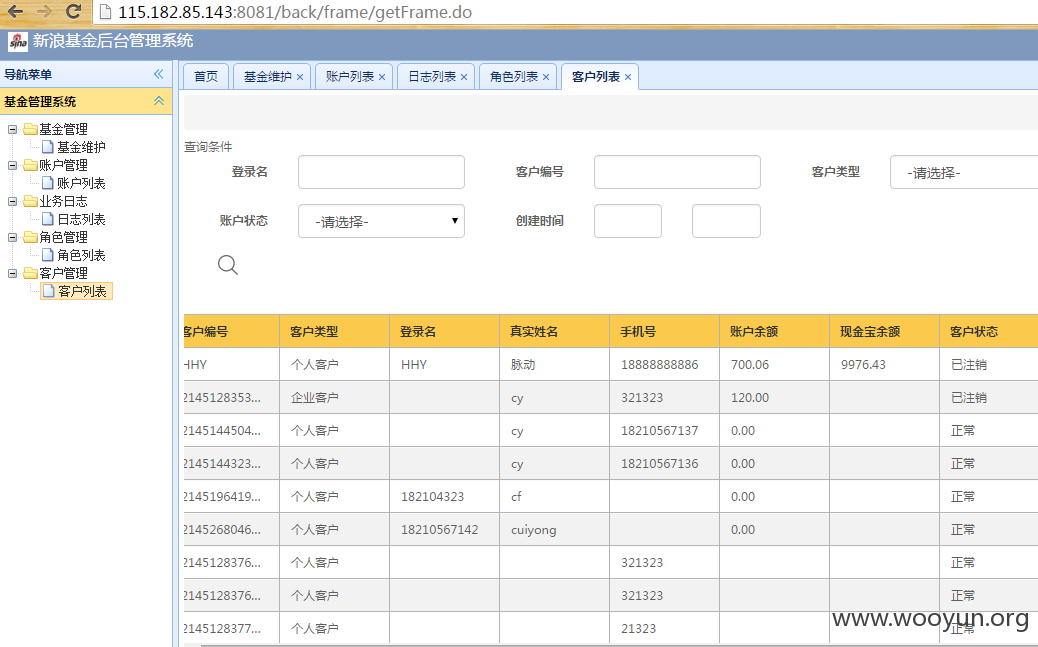 115.182.85.143:8081/back/frame/getFrame.do
sina 新浪基金后台管理系统
导航菜单
基金管理系统
基金管理
基金维护
账户管理
账户列表
业务日志
日志列表
角色管理
角色列表
客户管理
客户列表
首页 基金维护 × 账户列表 × 日志列表 × 角色列表 × 客户列表 ×
查询条件
登录名 客户编号 客户类型 -请选择-
账户状态 -请选择- 创建时间
客户编号 客户类型 登录名 真实姓名 手机号 账户余额 现金宝余额 客户状态
HHY 个人客户 HHY 脉动 18888888886 700.06 9976.43 已注销
2145128353... 企业客户 cy 321323 120.00 已注销
2145144504... 个人客户 cy 18210567137 0.00 正常
2145144323... 个人客户 cy 18210567136 0.00 正常
2145196419... 个人客户 182104323 cf 0.00 正常
2145268046... 个人客户 18210567142 cuiyong 0.00 正常
2145128376... 个人客户 321323 正常
2145128376... 个人客户 321323 正常
2145128377... 个人客户 21323 正常
www.wooyun.org